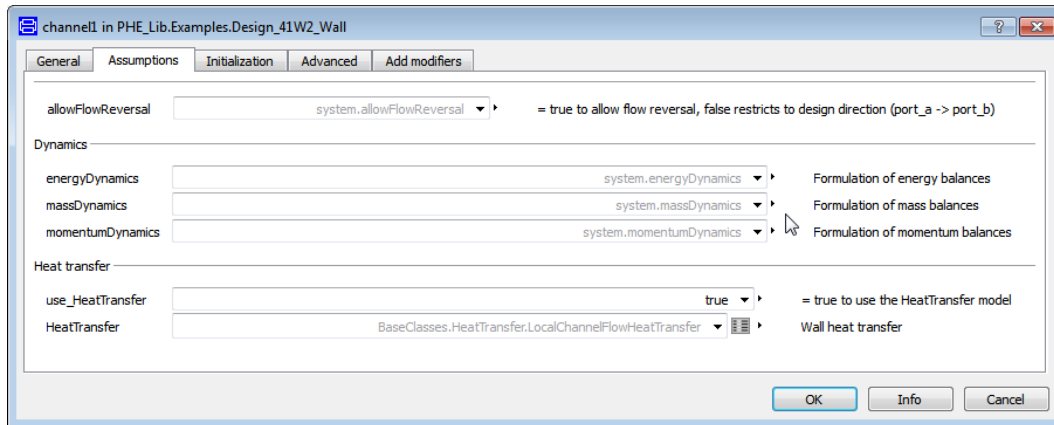 channel1 in PHE_Lib.Examples.Design_41W2_Wall
General Assumptions Initialization Advanced Add modifiers
allowFlowReversal system.allowFlowReversal = true to allow flow reversal, false restricts to design direction (port_a -> port_b)
Dynamics
energyDynamics system.energyDynamics Formulation of energy balances
massDynamics system.massDynamics Formulation of mass balances
momentumDynamics system.momentumDynamics Formulation of momentum balances
Heat transfer
use_HeatTransfer true = true to use the HeatTransfer model
HeatTransfer BaseClasses.HeatTransfer.LocalChannelFlowHeatTransfer Wall heat transfer
OK Info Cancel